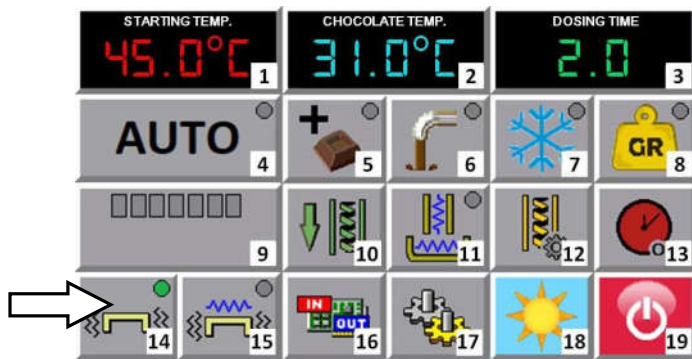 STARTING TEMP. CHOCOLATE TEMP. DOSING TIME
45.0°C 1 31.0°C 2 2.0 3
AUTO 4 5 6 7 GR 8
9 10 11 12 13
14 15 IN OUT 16 17 18 19